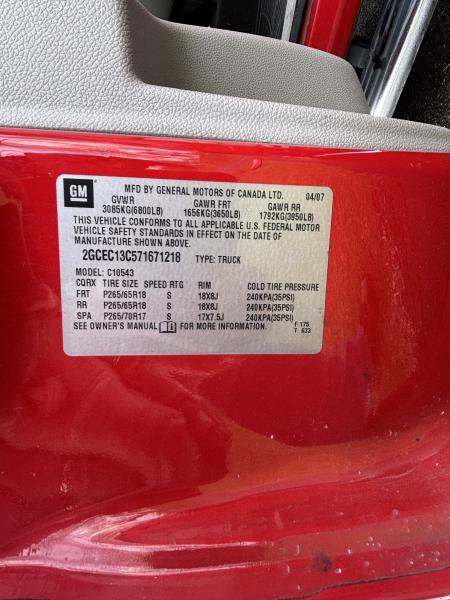 GM MFD BY GENERAL MOTORS OF CANADA LTD. 04/07
GVWR GAWR FRT GAWR RR
3085KG(6800LB) 1656KG(3650LB) 1792KG(3950LB)
THIS VEHICLE CONFORMS TO ALL APPLICABLE U.S. FEDERAL MOTOR
VEHICLE SAFETY STANDARDS IN EFFECT ON THE DATE OF
MANUFACTURE SHOWN ABOVE.
2GCEC13C571671218 TYPE: TRUCK
MODEL: C10543
CQRX TIRE SIZE SPEED RTG RIM COLD TIRE PRESSURE
FRT P265/65R18 S 18X8J 240KPA(35PSI)
RR P265/65R18 S 18X8J 240KPA(35PSI)
SPA P265/70R17 S 17X7.5J 240KPA(35PSI)
SEE OWNER'S MANUAL FOR MORE INFORMATION. F 175
T 633